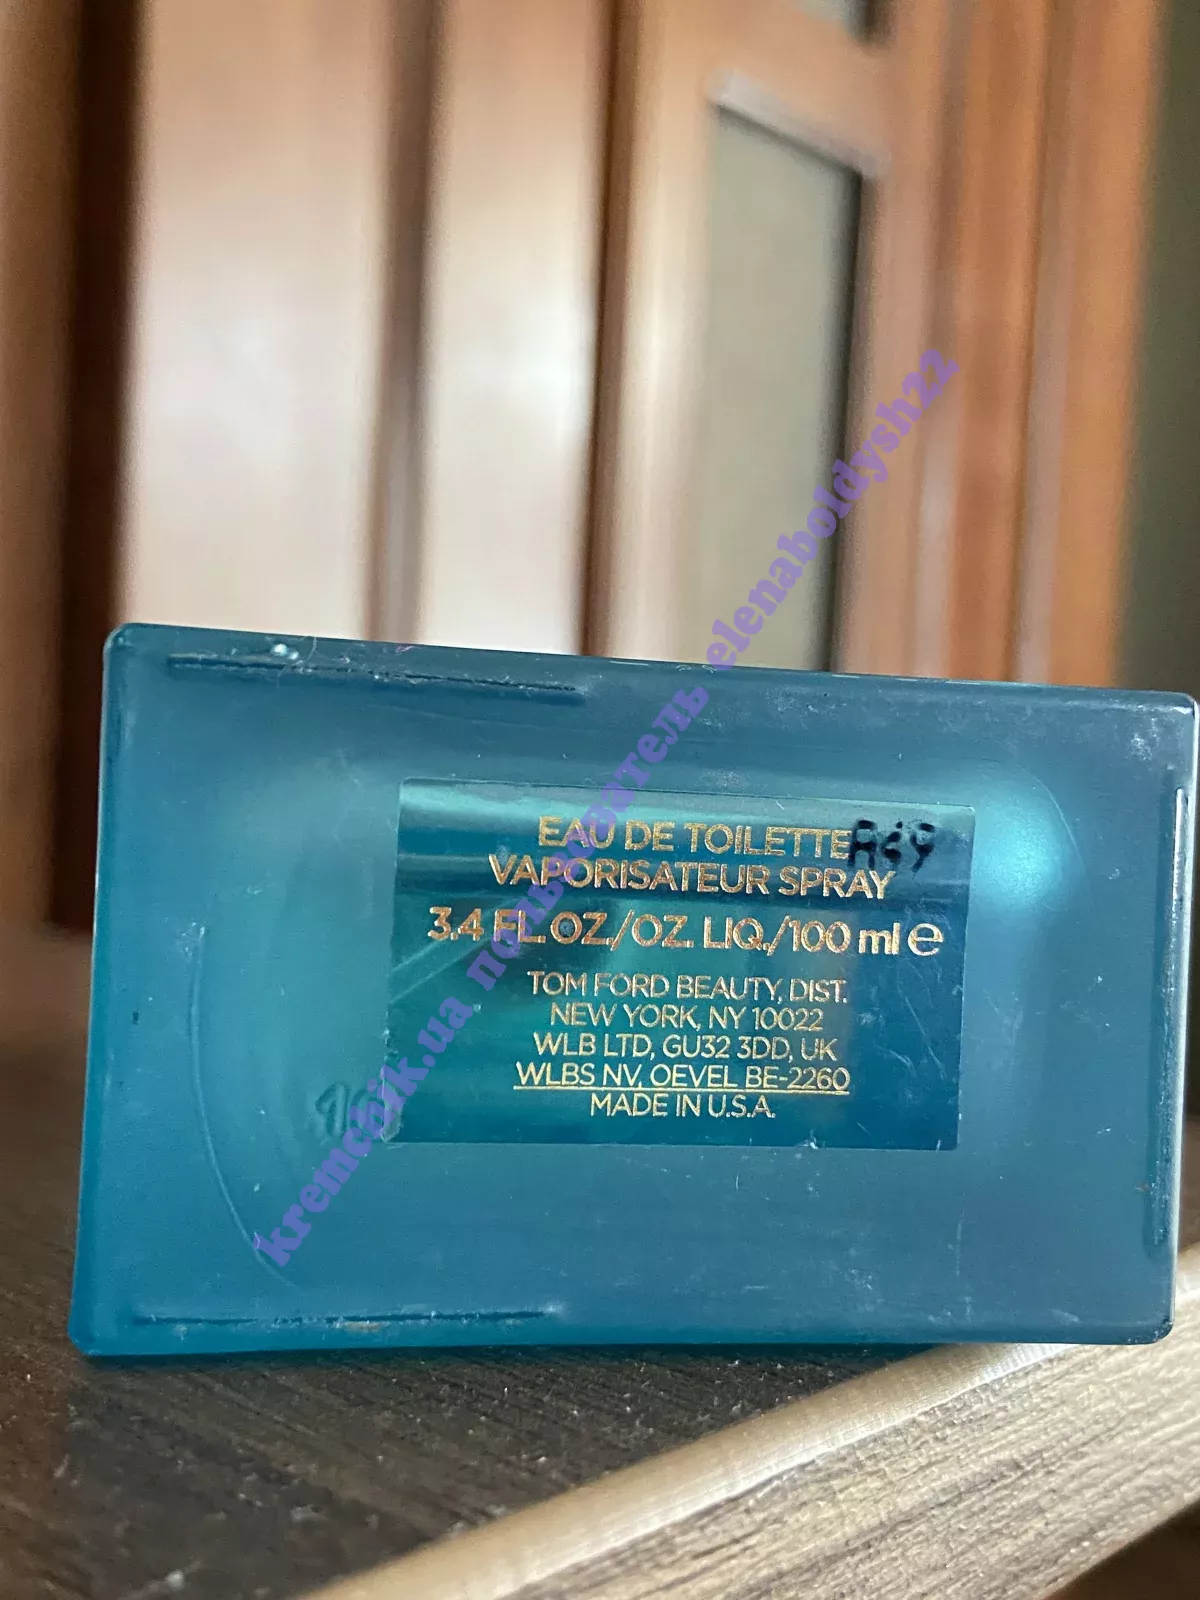 EAU DE TOILETTE
VAPORISATEUR SPRAY
3.4 FL. OZ./OZ. LIQ./100 ml e
TOM FORD BEAUTY, DIST.
NEW YORK, NY 10022
WLB LTD, GU32 3DD, UK
WLBS NV, OEVEL BE-2260
MADE IN U.S.A.
kremchik.ua пользователь elenaboldysh22